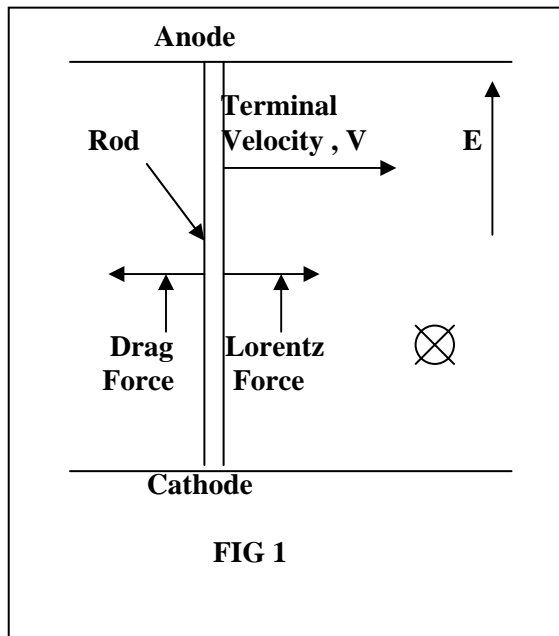 Anode
Terminal
Velocity , V
Rod
E
Drag
Force
Lorentz
Force
Cathode
FIG 1